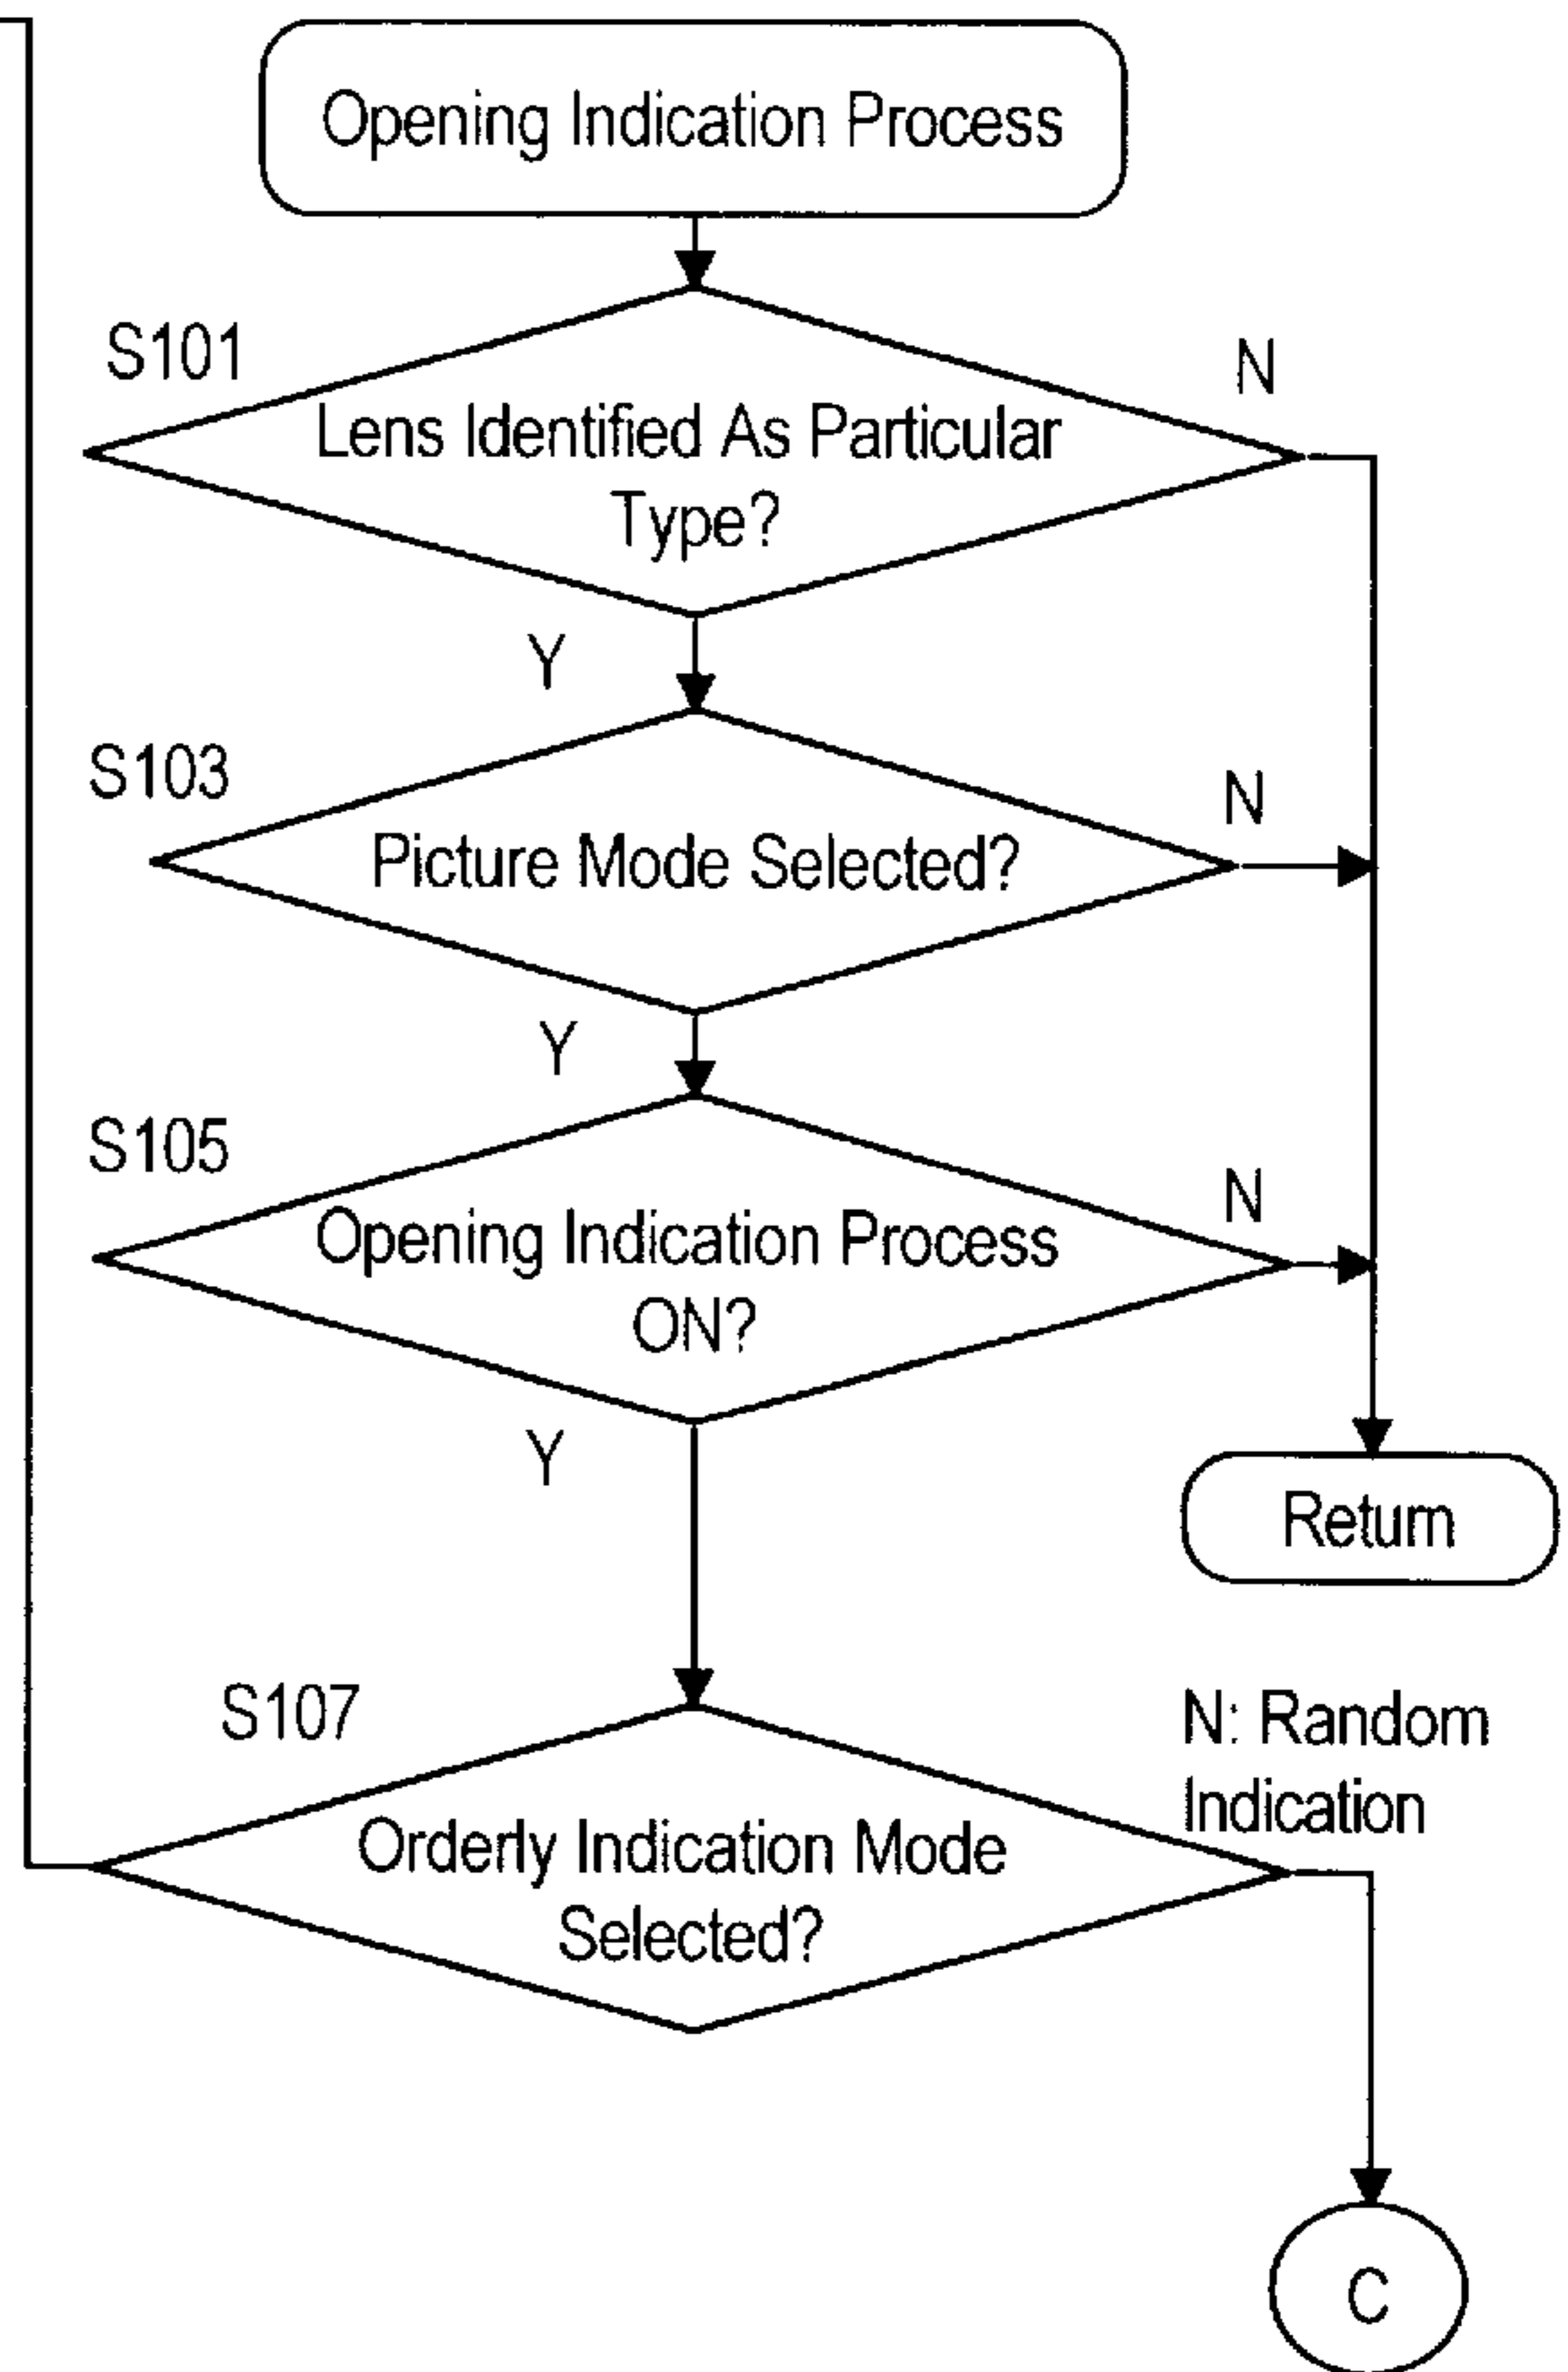 Opening Indication Process
S101
N
Lens Identified As Particular
Type?
Y
S103
N
Picture Mode Selected?
Y
S105
N
Opening Indication Process
ON?
Y
Return
S107
N: Random
Indication
Orderly Indication Mode
Selected?
C